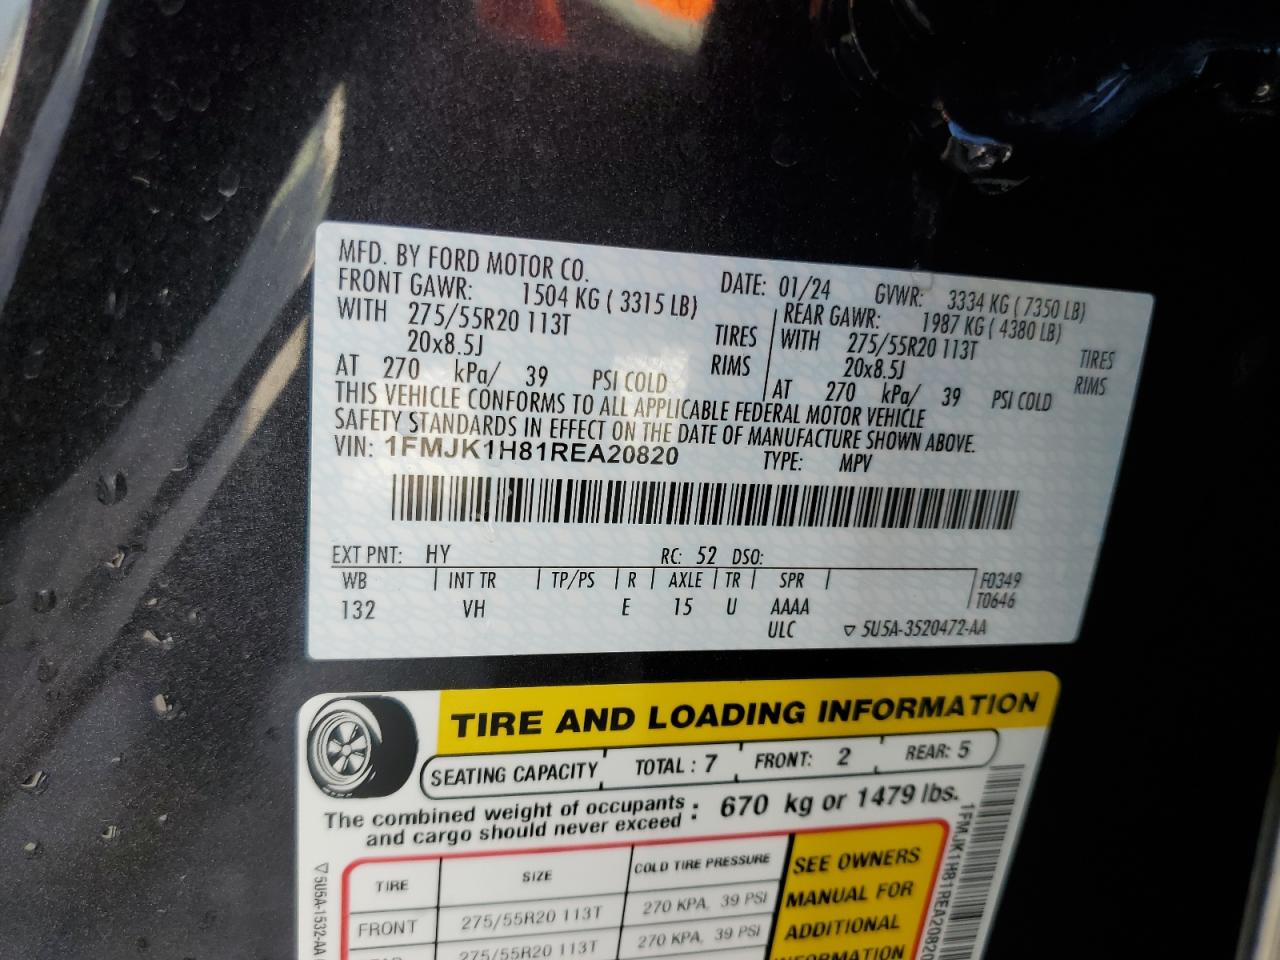 MFD. BY FORD MOTOR CO.
DATE: 01/24 GVWR: 3334 KG ( 7350 LB)
FRONT GAWR: 1504 KG ( 3315 LB)
REAR GAWR: 1987 KG ( 4380 LB)
WITH 275/55R20 113T TIRES
WITH 275/55R20 113T TIRES
20x8.5J RIMS
20x8.5J RIMS
AT 270 kPa/ 39 PSI COLD
AT 270 kPa/ 39 PSI COLD
THIS VEHICLE CONFORMS TO ALL APPLICABLE FEDERAL MOTOR VEHICLE
SAFETY STANDARDS IN EFFECT ON THE DATE OF MANUFACTURE SHOWN ABOVE.
VIN: 1FMJK1H81REA20820 TYPE: MPV
EXT PNT: HY RC: 52 DSO:
WB INT TR TP/PS R AXLE TR SPR F0349
132 VH E 15 U AAAA T0646
ULC 5U5A-3520472-AA
TIRE AND LOADING INFORMATION
SEATING CAPACITY TOTAL : 7 FRONT: 2 REAR: 5
The combined weight of occupants
and cargo should never exceed : 670 kg or 1479 lbs.
TIRE SIZE COLD TIRE PRESSURE
FRONT 275/55R20 113T 270 KPA, 39 PSI
275/55R20 113T 270 KPA, 39 PSI
SEE OWNERS
MANUAL FOR
ADDITIONAL
INFORMATION
5U5A-1532-AA
1FMJK1H81REA20820